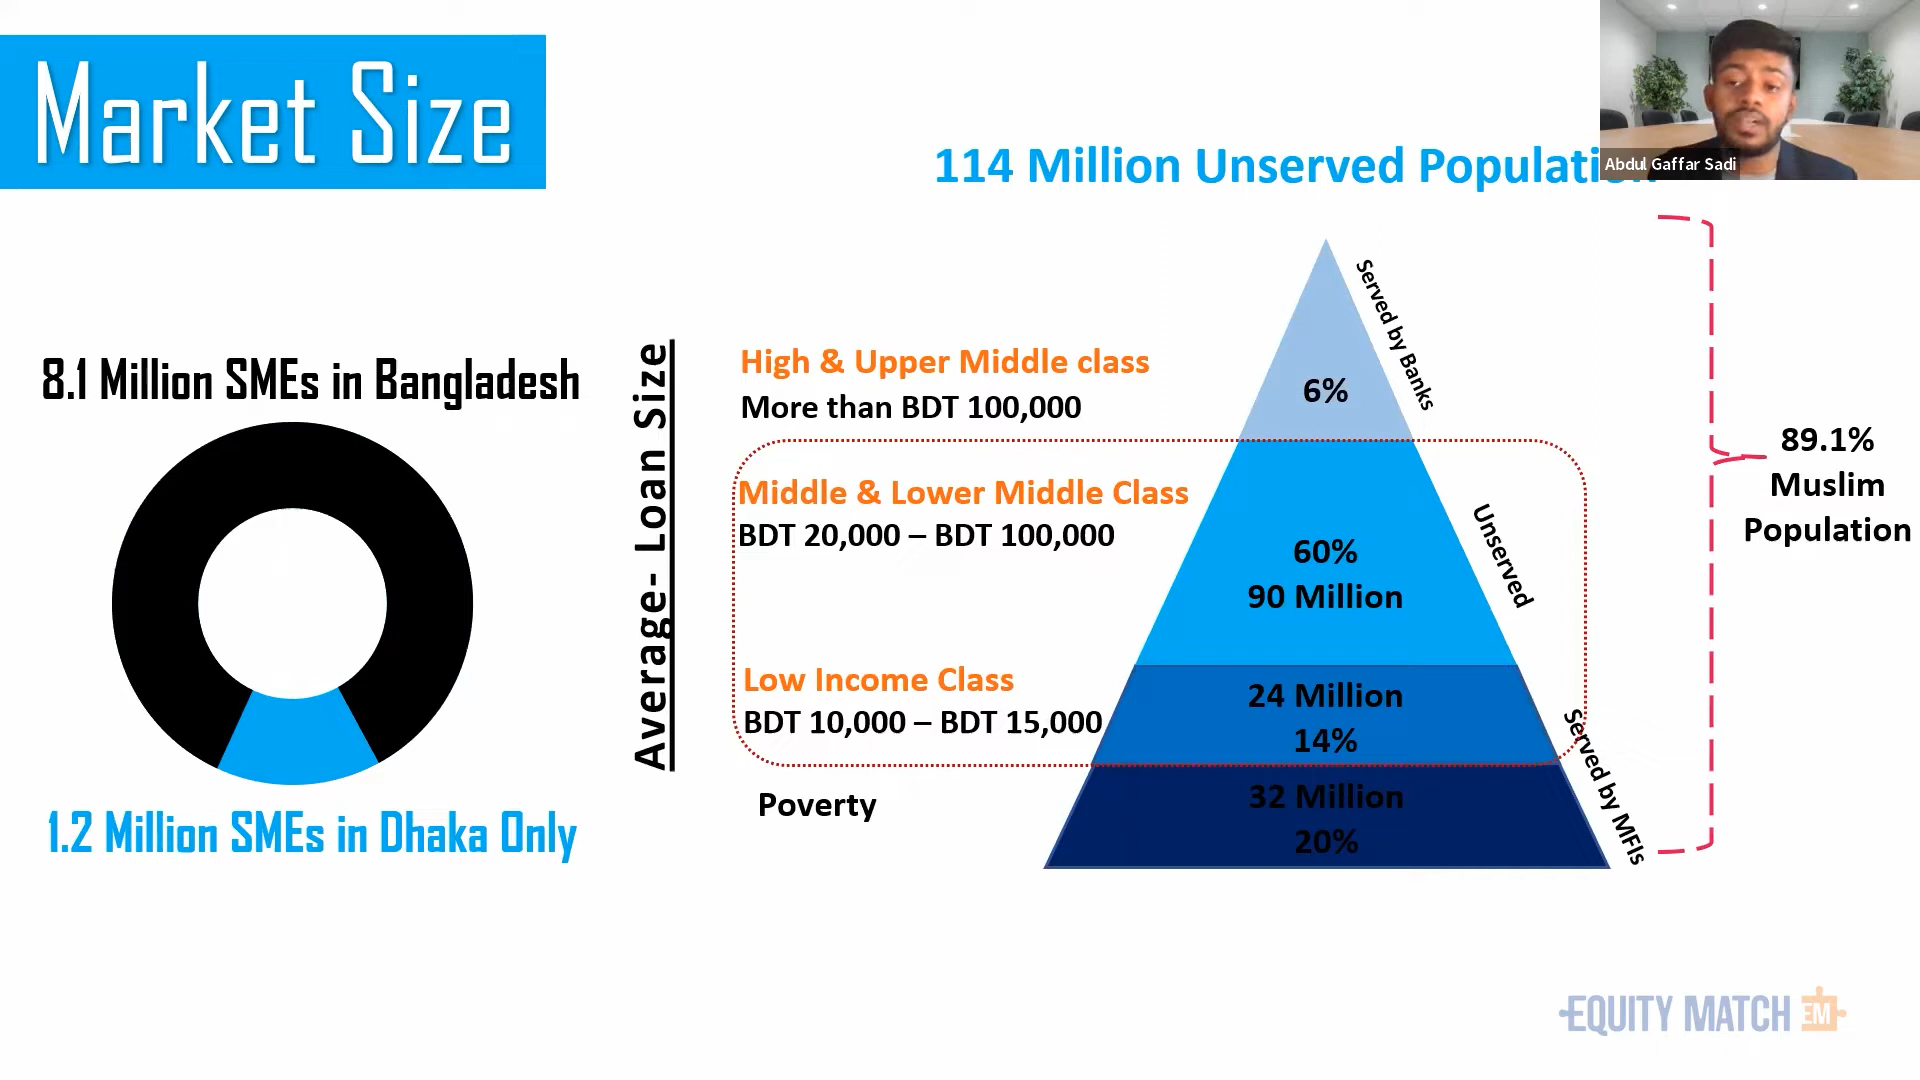 Market Size
Abdul Gaffar Sadi
114 Million Unserved Population
8.1 Million SMEs in Bangladesh
1.2 Million SMEs in Dhaka Only
Average- Loan Size
High & Upper Middle class
More than BDT 100,000
Middle & Lower Middle Class
BDT 20,000 – BDT 100,000
Low Income Class
BDT 10,000 – BDT 15,000
Poverty
6%
60%
90 Million
24 Million
14%
32 Million
20%
Served by Banks
Unserved
Served by MFIs
89.1%
Muslim
Population
EQUITY MATCH EM